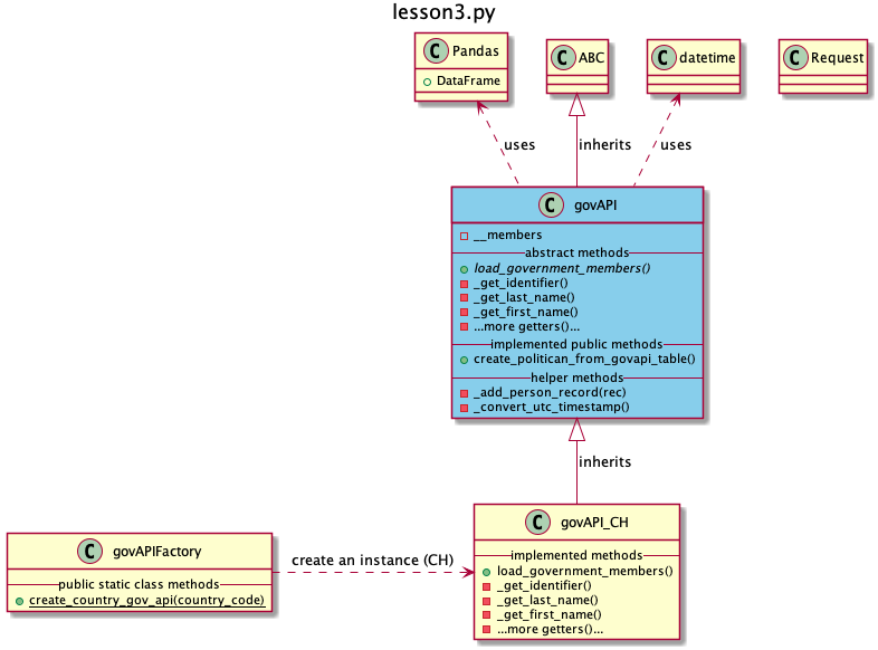 lesson3.py
C Pandas
DataFrame
C ABC
C datetime
C Request
uses
inherits
uses
C govAPI
__members
abstract methods
load_government_members()
_get_identifier()
_get_last_name()
_get_first_name()
...more getters()...
implemented public methods
create_politican_from_govapi_table()
helper methods
_add_person_record(rec)
_convert_utc_timestamp()
inherits
C govAPIFactory
public static class methods
create_country_gov_api(country_code)
create an instance (CH)
C govAPI_CH
implemented methods
load_government_members()
_get_identifier()
_get_last_name()
_get_first_name()
...more getters()...